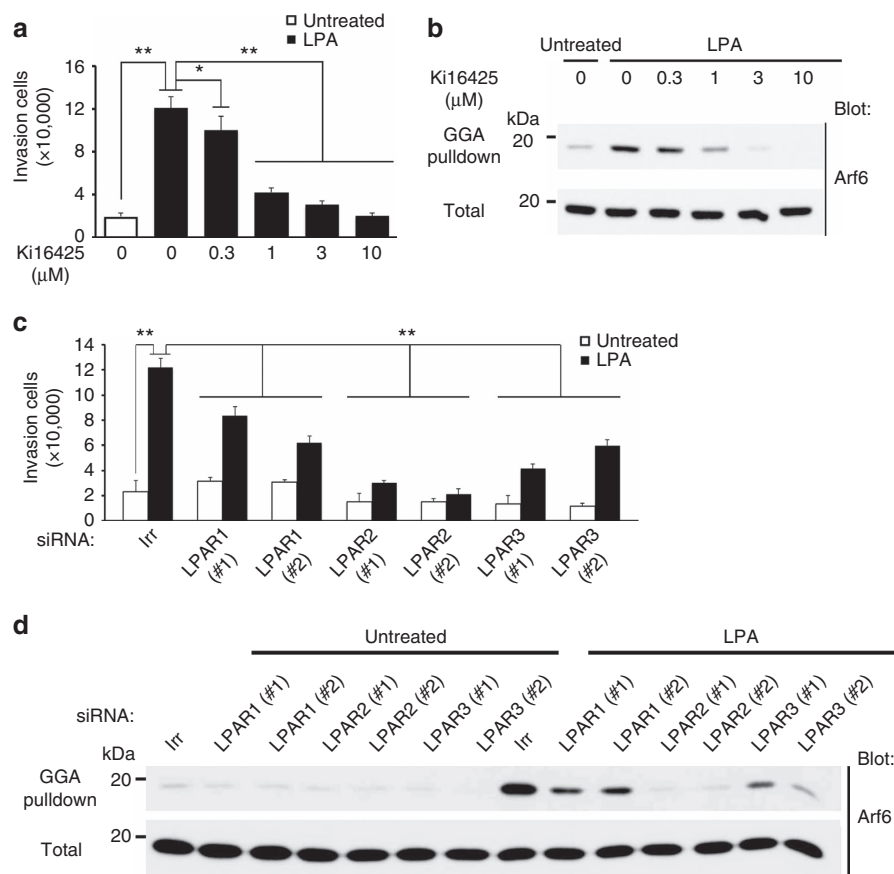 a
Untreated
LPA
**
**
*
16
12
8
4
0
Invasion cells
(×10,000)
Ki16425
(μM)
0 0 0.3 1 3 10
b
Untreated LPA
Ki16425
(μM)
0 0 0.3 1 3 10
kDa
Blot:
GGA
pulldown
20
Arf6
Total
20
c
** **
Untreated
LPA
14
12
10
8
6
4
2
0
Invasion cells
(×10,000)
siRNA:
Irr
LPAR1
(#1)
LPAR1
(#2)
LPAR2
(#1)
LPAR2
(#2)
LPAR3
(#1)
LPAR3
(#2)
d
Untreated LPA
siRNA:
Irr
LPAR1 (#1)
LPAR1 (#2)
LPAR2 (#1)
LPAR2 (#2)
LPAR3 (#1)
LPAR3 (#2)
Irr
LPAR1 (#1)
LPAR1 (#2)
LPAR2 (#1)
LPAR2 (#2)
LPAR3 (#1)
LPAR3 (#2)
kDa
Blot:
GGA
pulldown
20
Arf6
Total
20